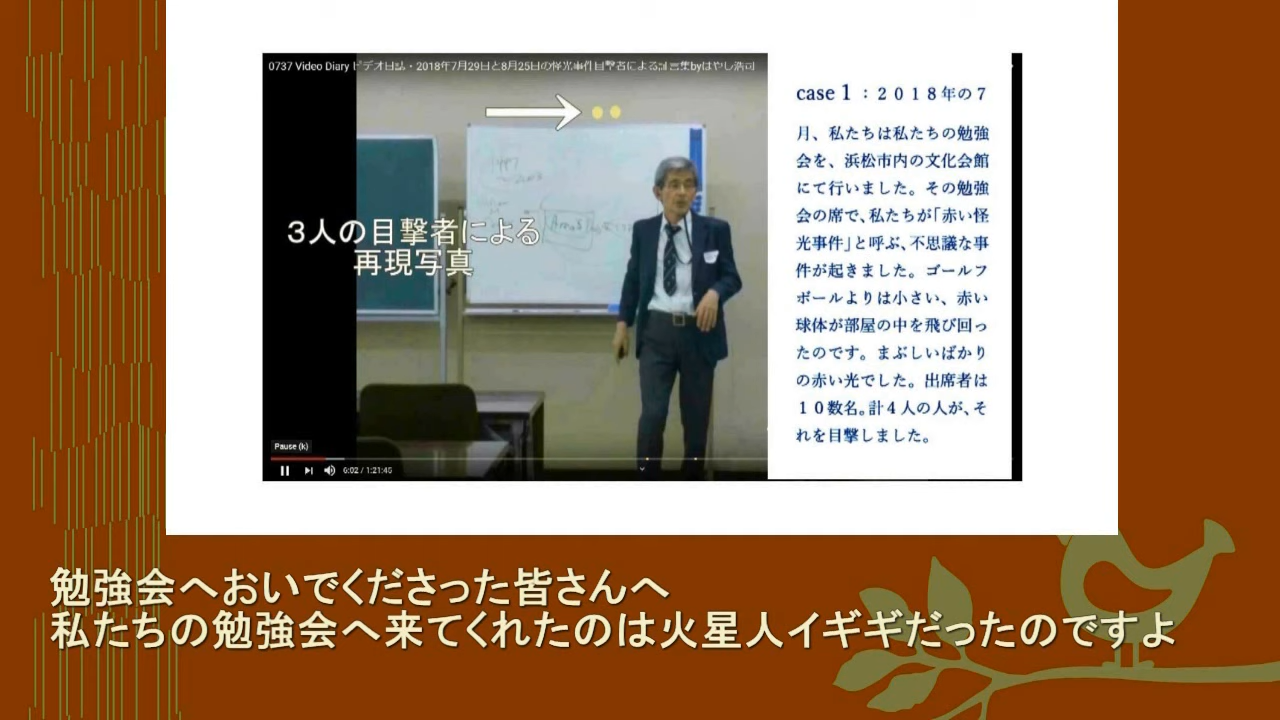 0737 Video Diary ビデオ日誌・2018年7月29日と8月25日の怪光事件目撃者による証言集byはやし浩司
3人の目撃者による
再現写真
Pause (k)
6:02 / 1:21:45
case 1：２０１８年の７
月、私たちは私たちの勉強
会を、浜松市内の文化会館
にて行いました。その勉強
会の席で、私たちが「赤い怪
光事件」と呼ぶ、不思議な事
件が起きました。ゴールフ
ボールよりは小さい、赤い
球体が部屋の中を飛び回っ
たのです。まぶしいばかり
の赤い光でした。出席者は
１０数名。計４人の人が、そ
れを目撃しました。
勉強会へおいでくださった皆さんへ
私たちの勉強会へ来てくれたのは火星人イギギだったのですよ